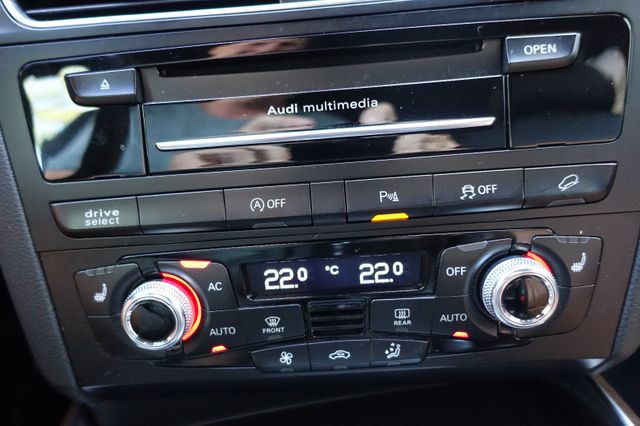 OPEN
Audi multimedia
drive
select
(A) OFF
P
OFF
22.0 °C 22.0
OFF
AC
AUTO
FRONT
REAR
AUTO